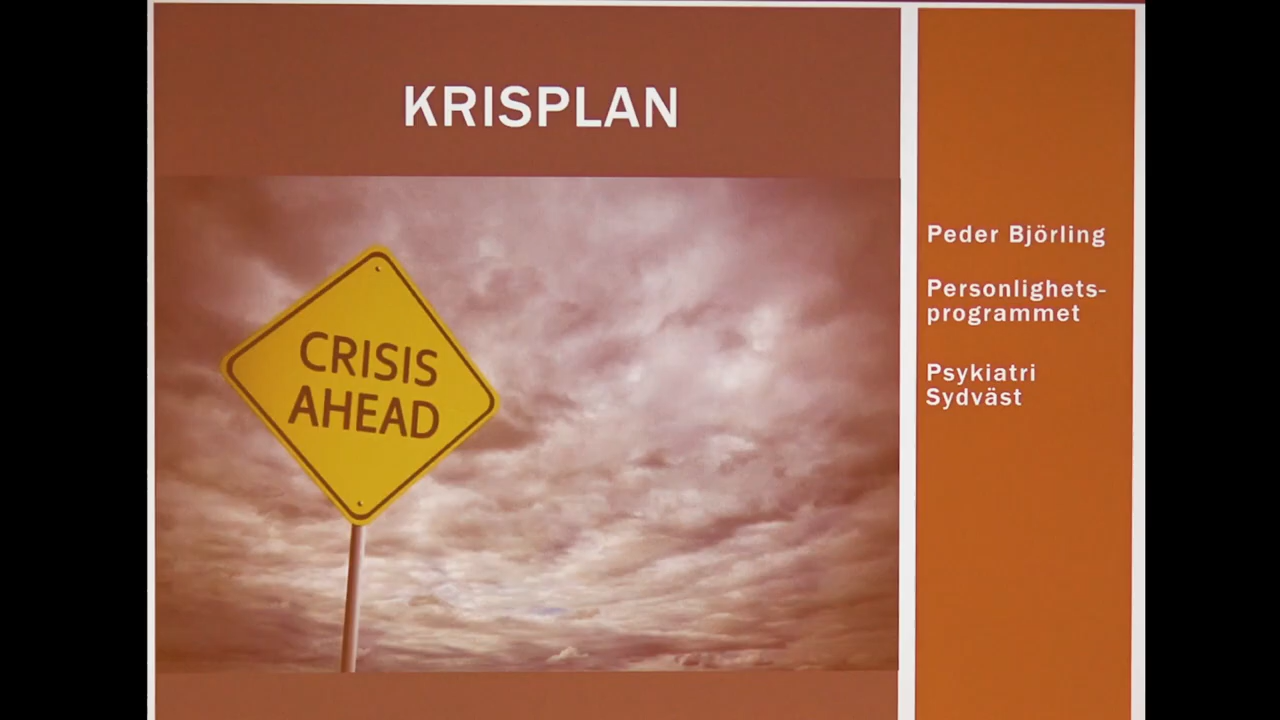 KRISPLAN
CRISIS
AHEAD
Peder Björling
Personlighets-
programmet
Psykiatri
Sydväst